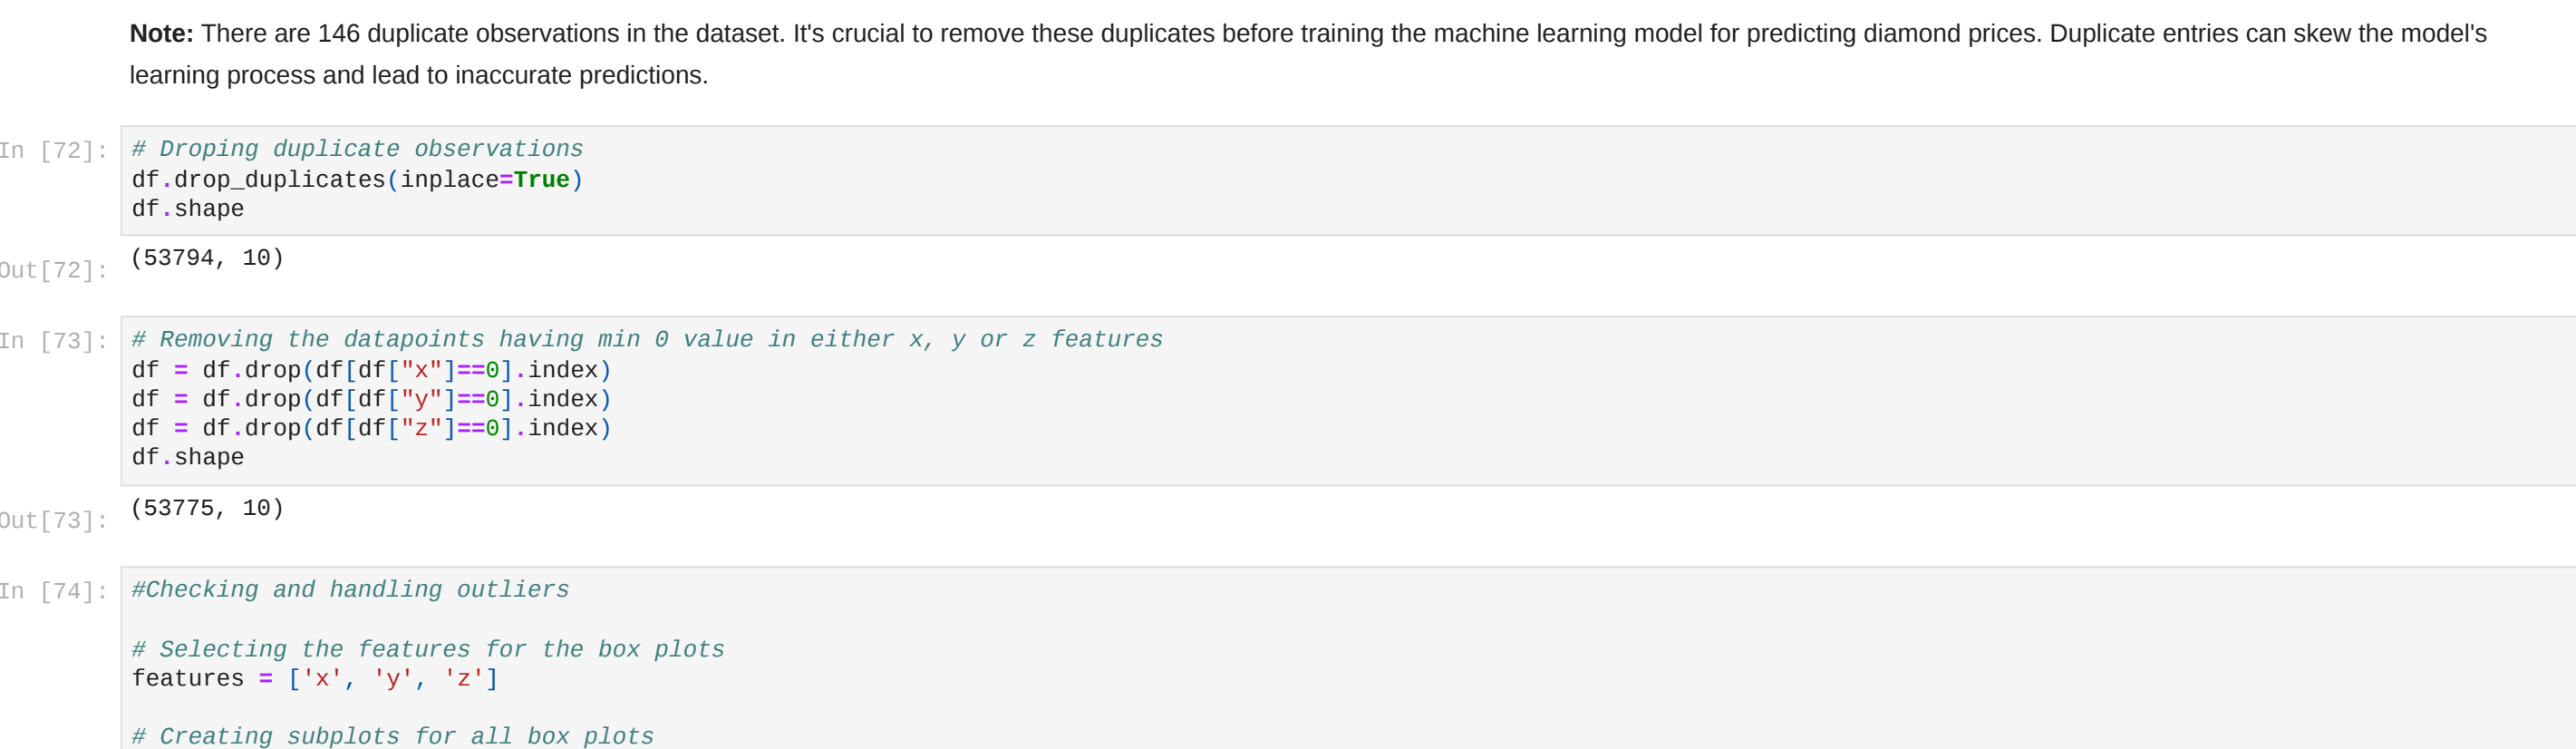 Note: There are 146 duplicate observations in the dataset. It's crucial to remove these duplicates before training the machine learning model for predicting diamond prices. Duplicate entries can skew the model's
learning process and lead to inaccurate predictions.
In [72]:
# Droping duplicate observations
df.drop_duplicates(inplace=True)
df.shape
Out[72]:
(53794, 10)
In [73]:
# Removing the datapoints having min 0 value in either x, y or z features
df = df.drop(df[df["x"]==0].index)
df = df.drop(df[df["y"]==0].index)
df = df.drop(df[df["z"]==0].index)
df.shape
Out[73]:
(53775, 10)
In [74]:
#Checking and handling outliers
# Selecting the features for the box plots
features = ['x', 'y', 'z']
# Creating subplots for all box plots